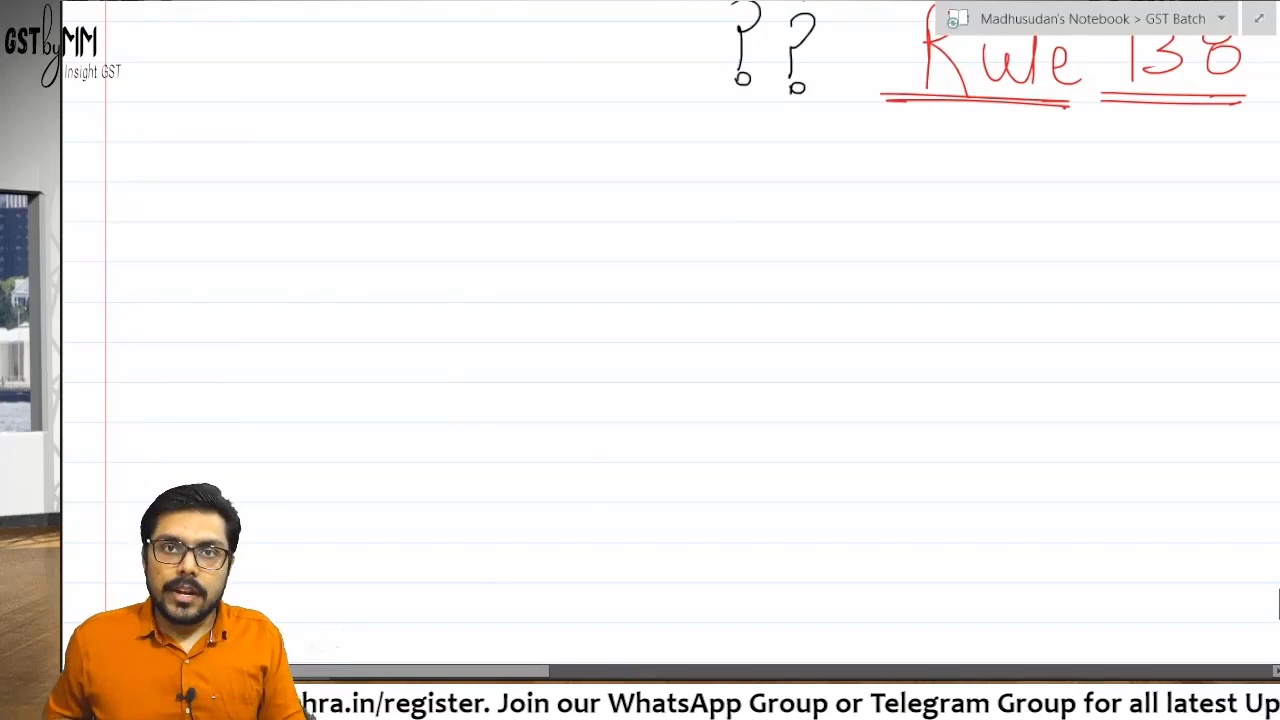 GST by MM
Insight GST
Madhusudan's Notebook > GST Batch
? ? Rule 138
hra.in/register. Join our WhatsApp Group or Telegram Group for all latest Up